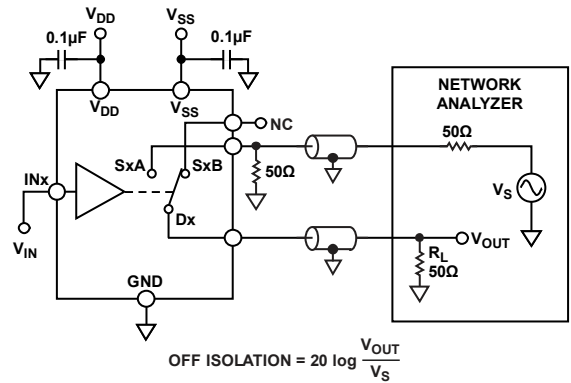 V_DD V_SS
0.1µF 0.1µF
V_DD V_SS
NC
SxA SxB
50Ω
INx
Dx
V_IN
GND
NETWORK
ANALYZER
50Ω
V_S
V_OUT
R_L
50Ω
OFF ISOLATION = 20 log V_OUT / V_S